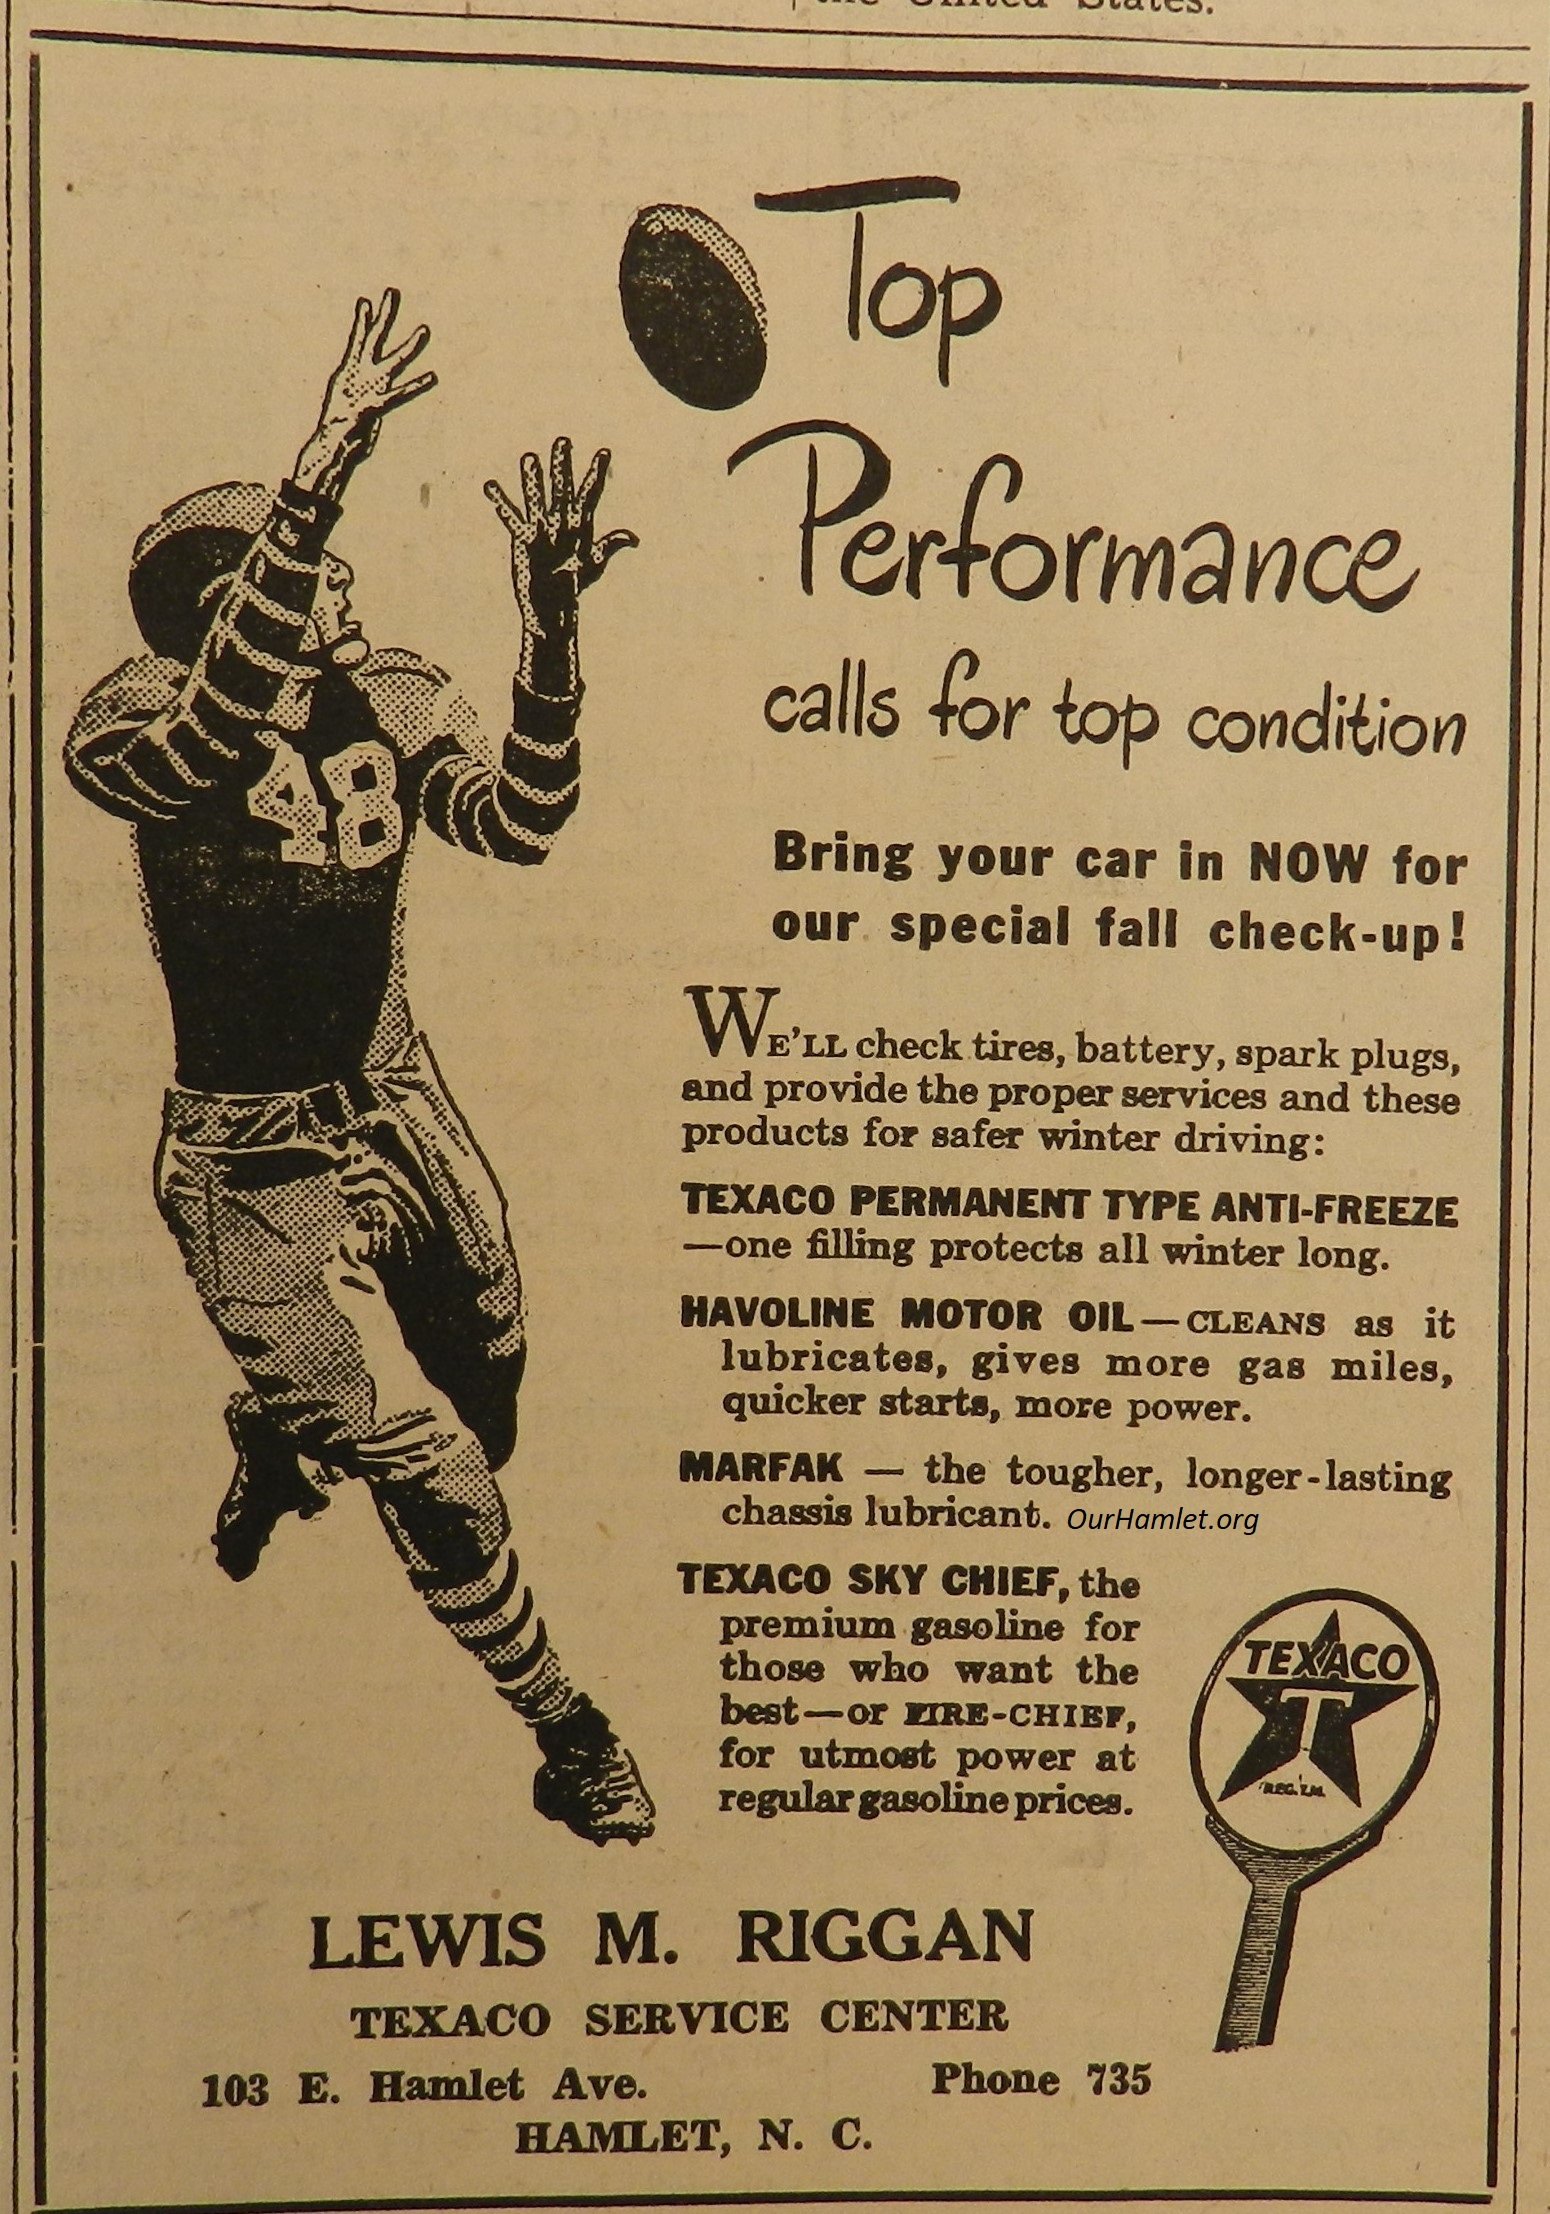 the United States.
Top
Performance
calls for top condition
48
Bring your car in NOW for
our special fall check-up!
WE'LL check tires, battery, spark plugs,
and provide the proper services and these
products for safer winter driving:
TEXACO PERMANENT TYPE ANTI-FREEZE
—one filling protects all winter long.
HAVOLINE MOTOR OIL—CLEANS as it
lubricates, gives more gas miles,
quicker starts, more power.
MARFAK — the tougher, longer-lasting
chassis lubricant. OurHamlet.org
TEXACO SKY CHIEF, the
premium gasoline for
those who want the
best—or FIRE-CHIEF,
for utmost power at
regular gasoline prices.
TEXACO
T
REG. T.M.
LEWIS M. RIGGAN
TEXACO SERVICE CENTER
103 E. Hamlet Ave. Phone 735
HAMLET, N. C.